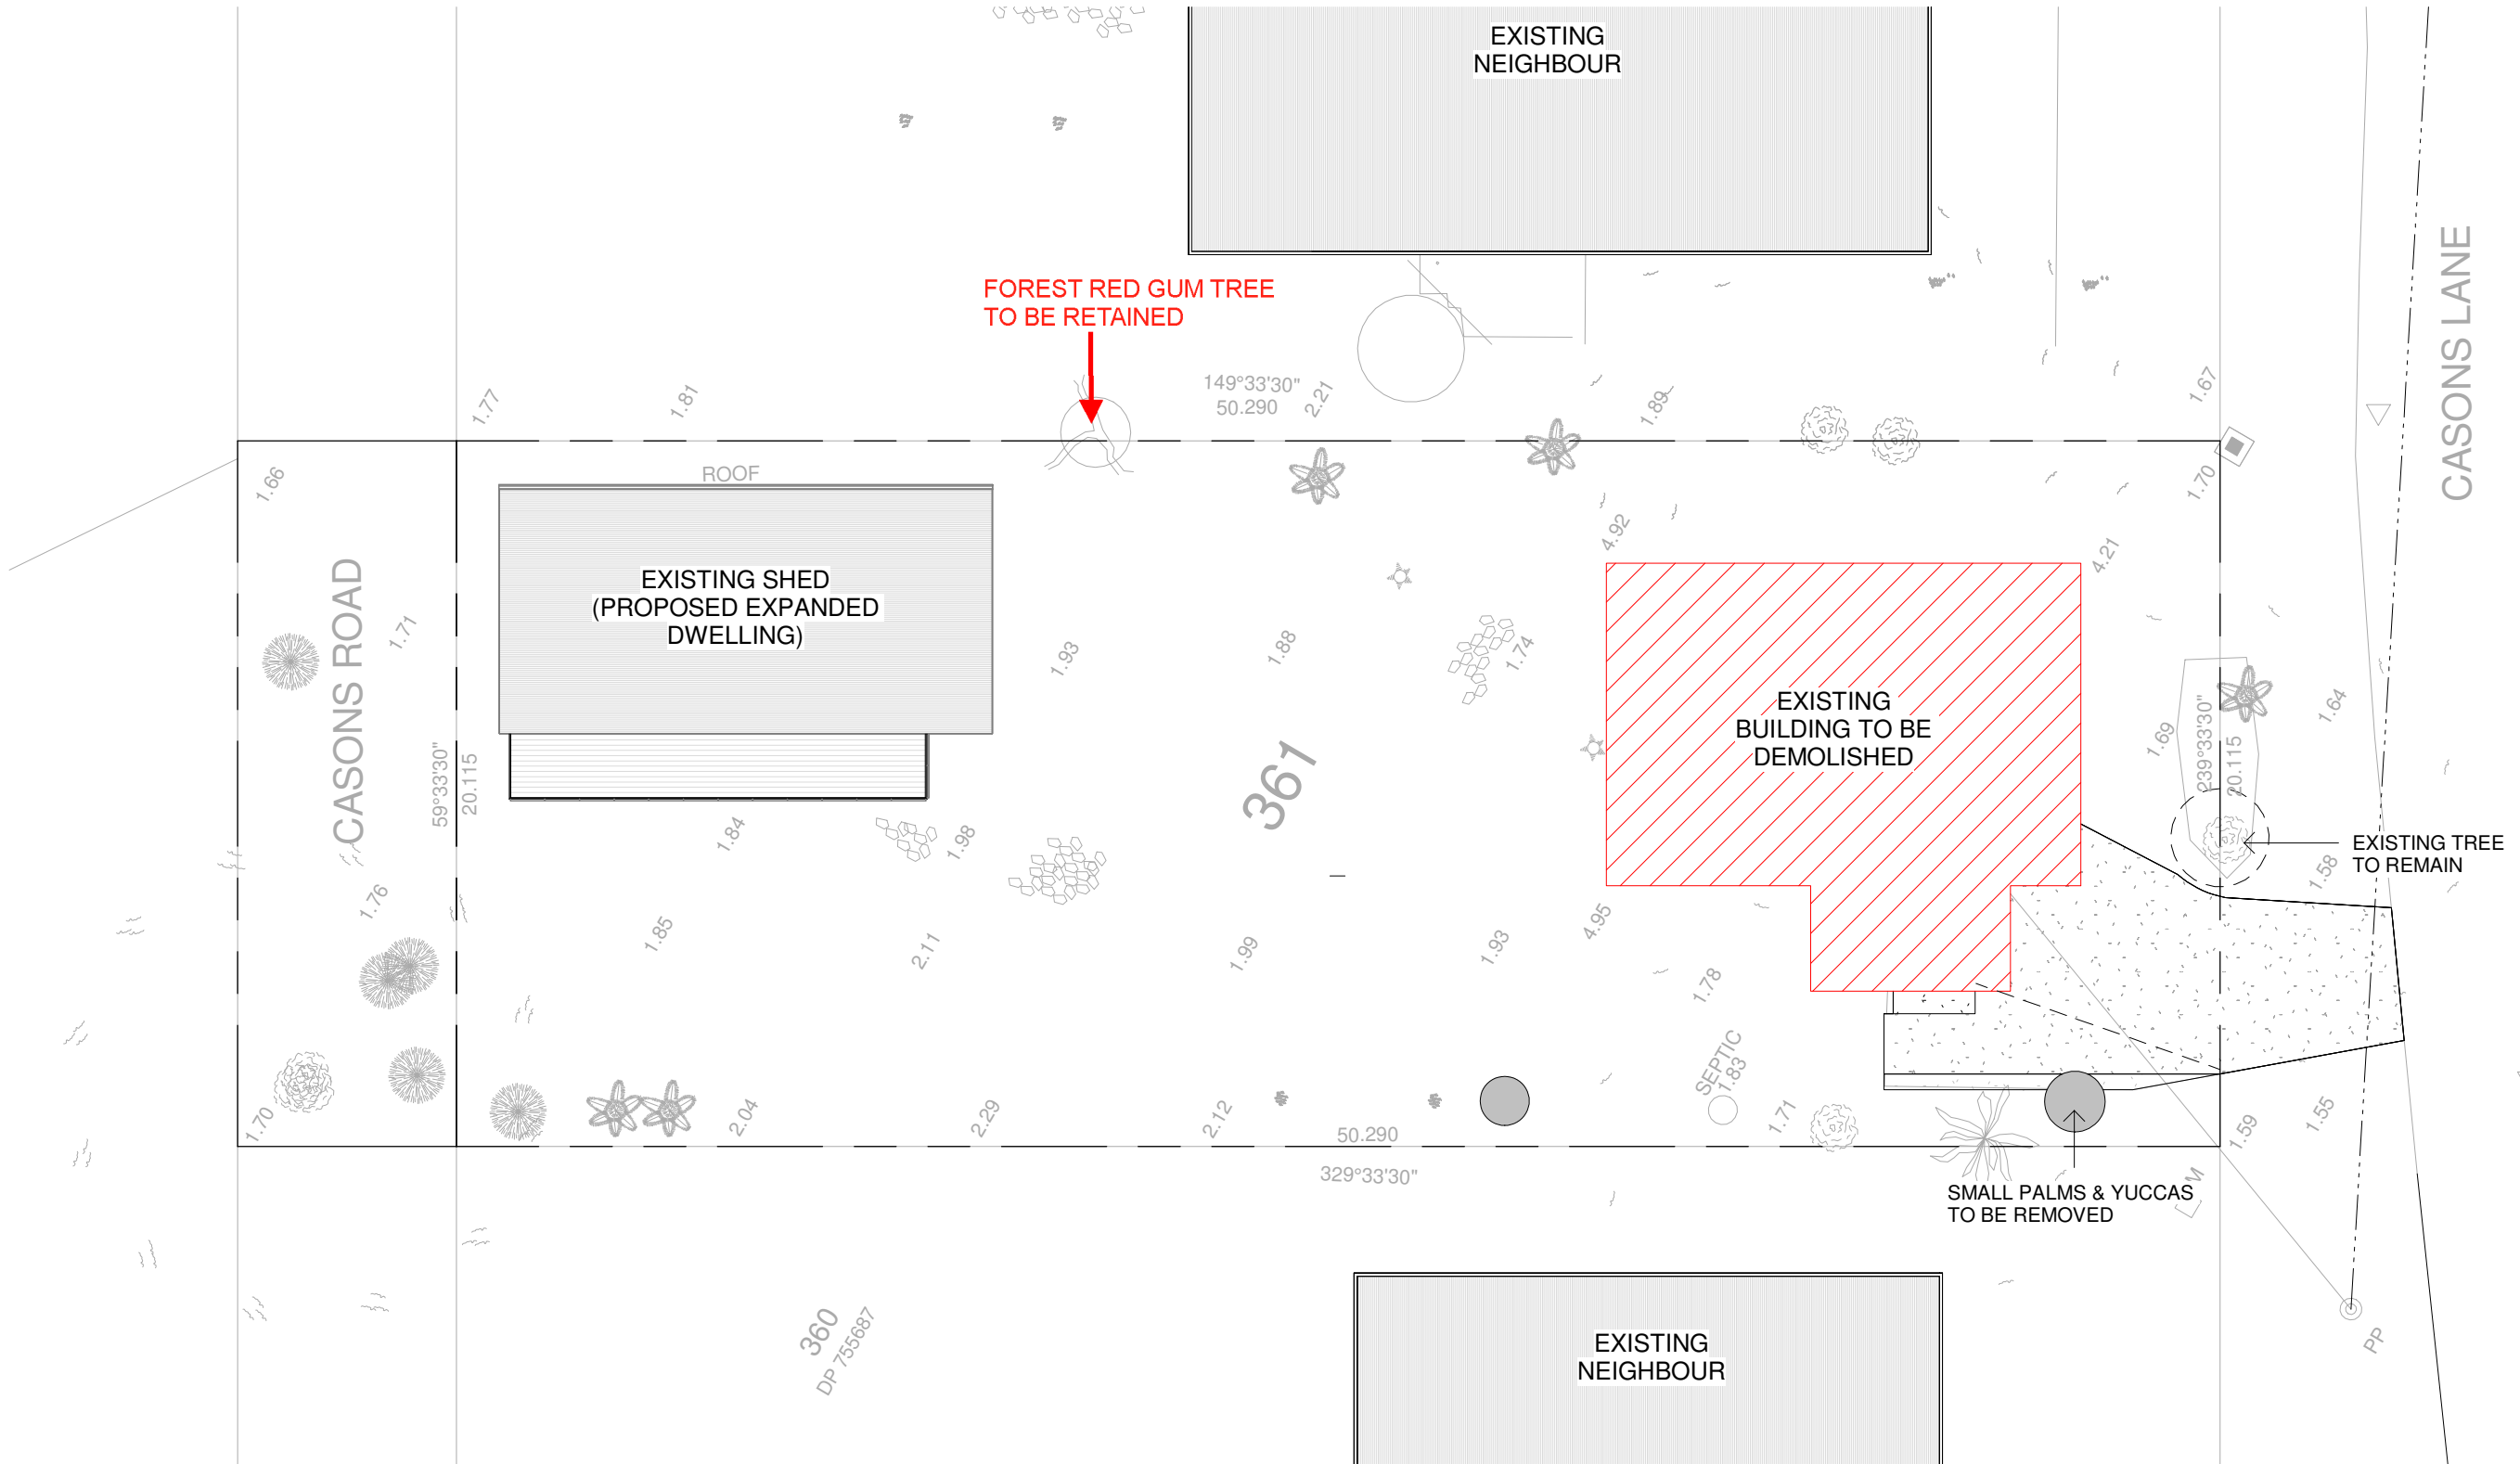 EXISTING
NEIGHBOUR
FOREST RED GUM TREE
TO BE RETAINED
CASONS LANE
149°33'30"
50.290
2.21
1.77
1.81
1.89
1.67
1.66
ROOF
1.70
4.92
4.21
EXISTING SHED
(PROPOSED EXPANDED
DWELLING)
CASONS ROAD
1.71
1.93
1.88
1.74
EXISTING
BUILDING TO BE
DEMOLISHED
1.69
239°33'30"
20.115
1.64
59°33'30"
20.115
361
1.84
1.98
EXISTING TREE
TO REMAIN
1.58
1.76
1.85
2.11
1.99
1.93
4.95
1.78
SEPTIC
1.83
1.70
2.04
2.29
2.12
50.290
329°33'30"
1.71
1.59
1.55
SMALL PALMS & YUCCAS
TO BE REMOVED
360
DP 755687
EXISTING
NEIGHBOUR
PP